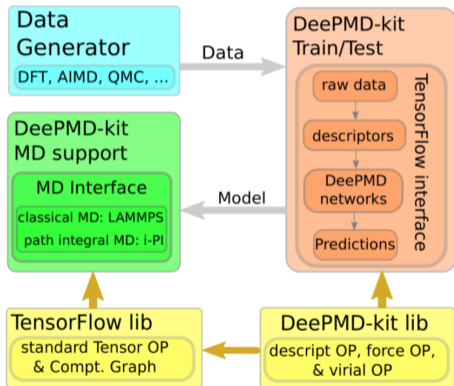 Data
Generator
DFT, AIMD, QMC, ...
Data
DeePMD-kit
Train/Test
TensorFlow interface
raw data
descriptors
DeePMD
networks
Predictions
DeePMD-kit
MD support
MD Interface
classical MD: LAMMPS
path integral MD: i-PI
Model
TensorFlow lib
standard Tensor OP
& Compt. Graph
DeePMD-kit lib
descript OP, force OP,
& virial OP